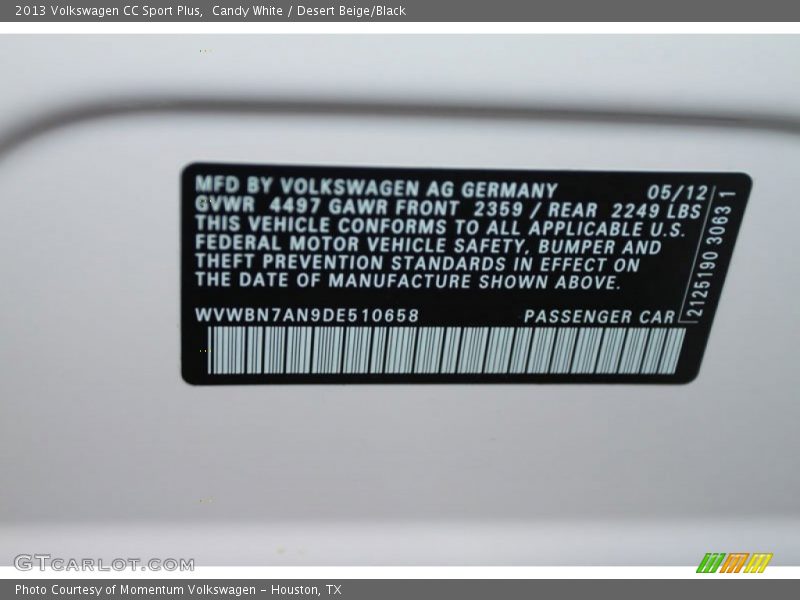 2013 Volkswagen CC Sport Plus,  Candy White / Desert Beige/Black
MFD BY VOLKSWAGEN AG GERMANY 05/12
GVWR 4497 GAWR FRONT 2359 / REAR 2249 LBS
THIS VEHICLE CONFORMS TO ALL APPLICABLE U.S.
FEDERAL MOTOR VEHICLE SAFETY, BUMPER AND
THEFT PREVENTION STANDARDS IN EFFECT ON
THE DATE OF MANUFACTURE SHOWN ABOVE.
WVWBN7AN9DE510658 PASSENGER CAR
2125190 3063 1
GTCARLOT.COM
Photo Courtesy of Momentum Volkswagen - Houston, TX